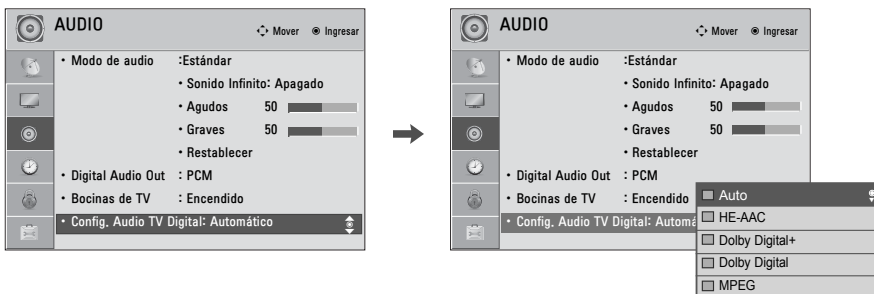 AUDIO
Mover
Ingresar
• Modo de audio :Estándar
• Sonido Infinito: Apagado
• Agudos 50
• Graves 50
• Restablecer
• Digital Audio Out : PCM
• Bocinas de TV : Encendido
• Config. Audio TV Digital: Automático
AUDIO
Mover
Ingresar
• Modo de audio :Estándar
• Sonido Infinito: Apagado
• Agudos 50
• Graves 50
• Restablecer
• Digital Audio Out : PCM
• Bocinas de TV : Encendido
• Config. Audio TV Digital: Automá
Auto
HE-AAC
Dolby Digital+
Dolby Digital
MPEG